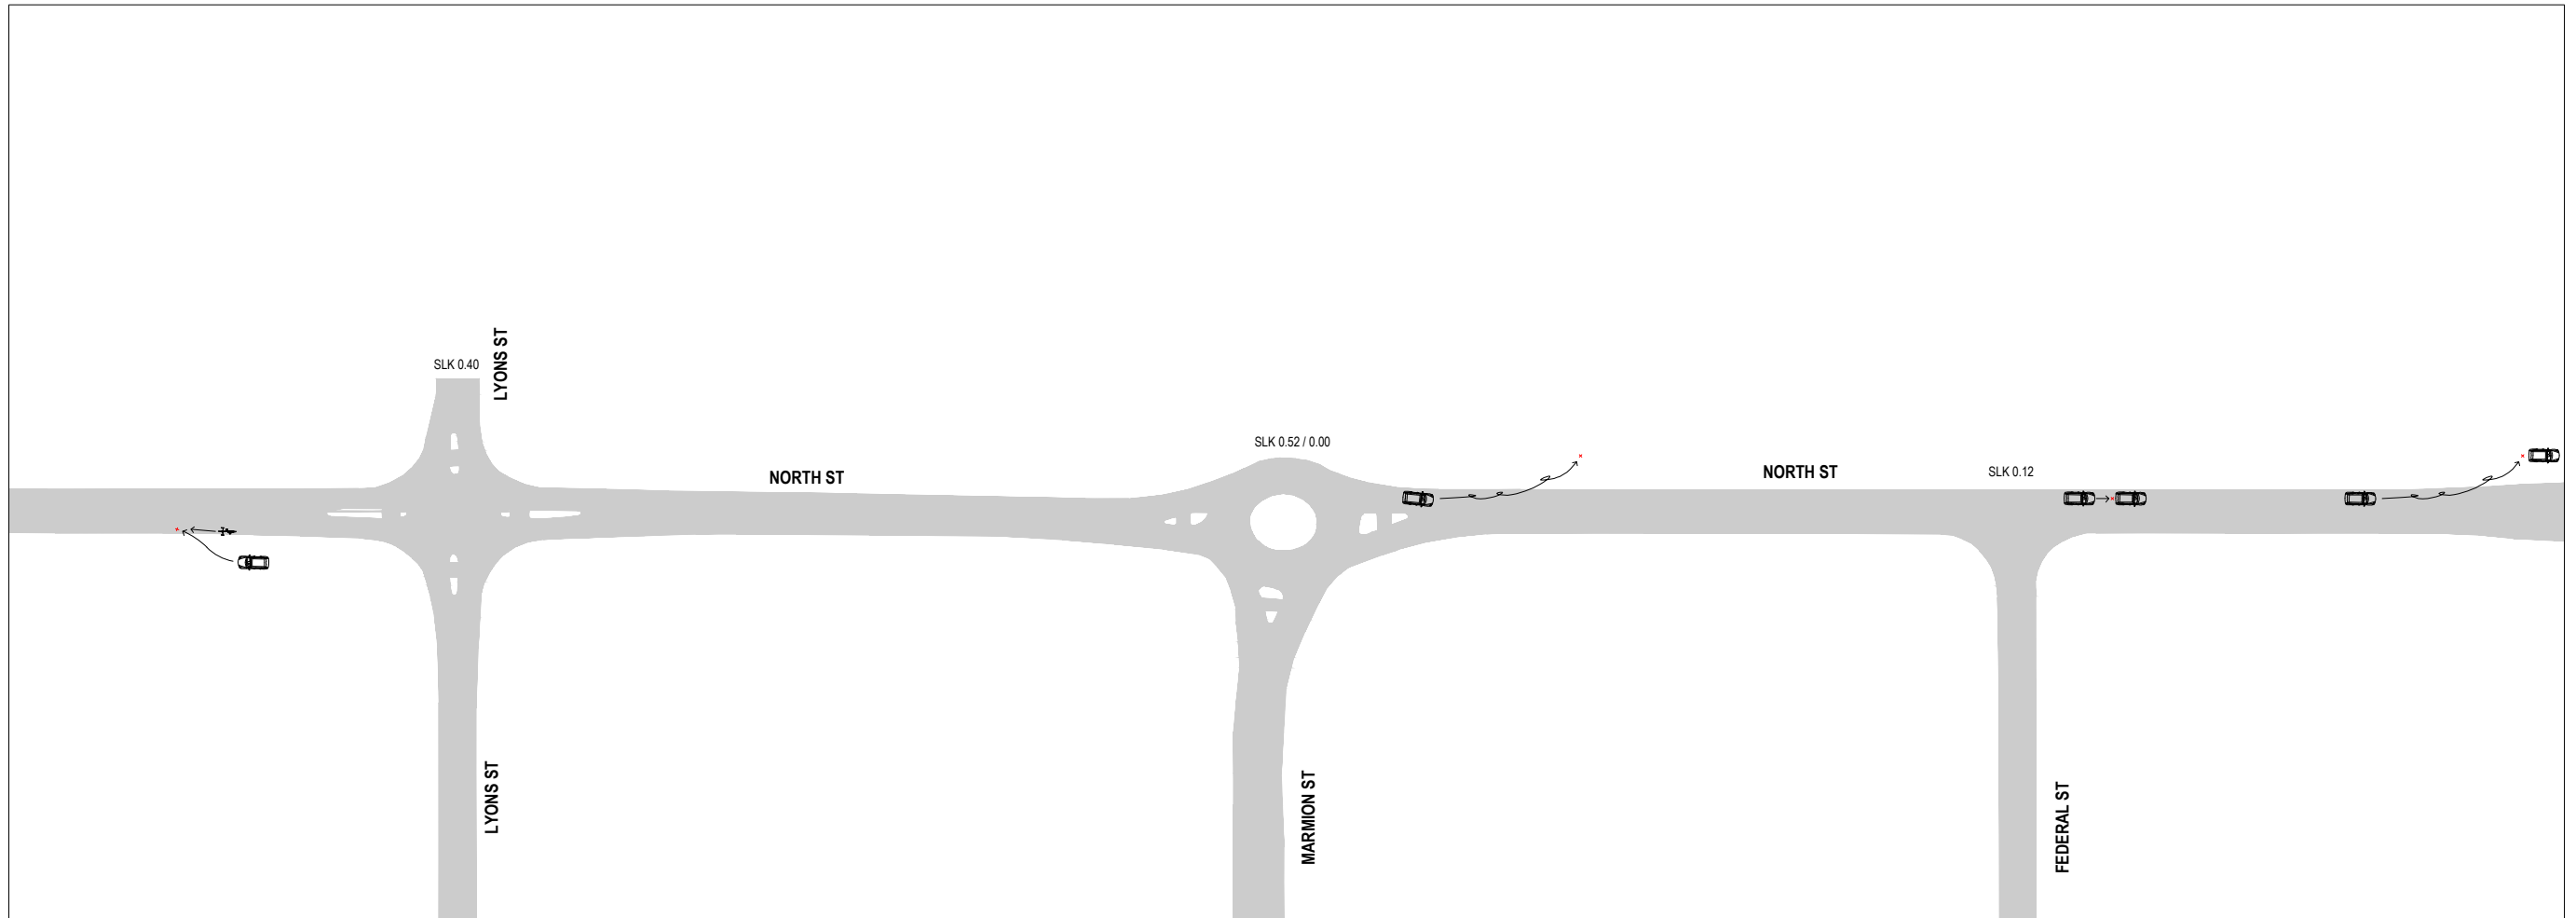 LYONS ST
SLK 0.40
SLK 0.52 / 0.00
NORTH ST
NORTH ST
SLK 0.12
LYONS ST
MARMION ST
FEDERAL ST